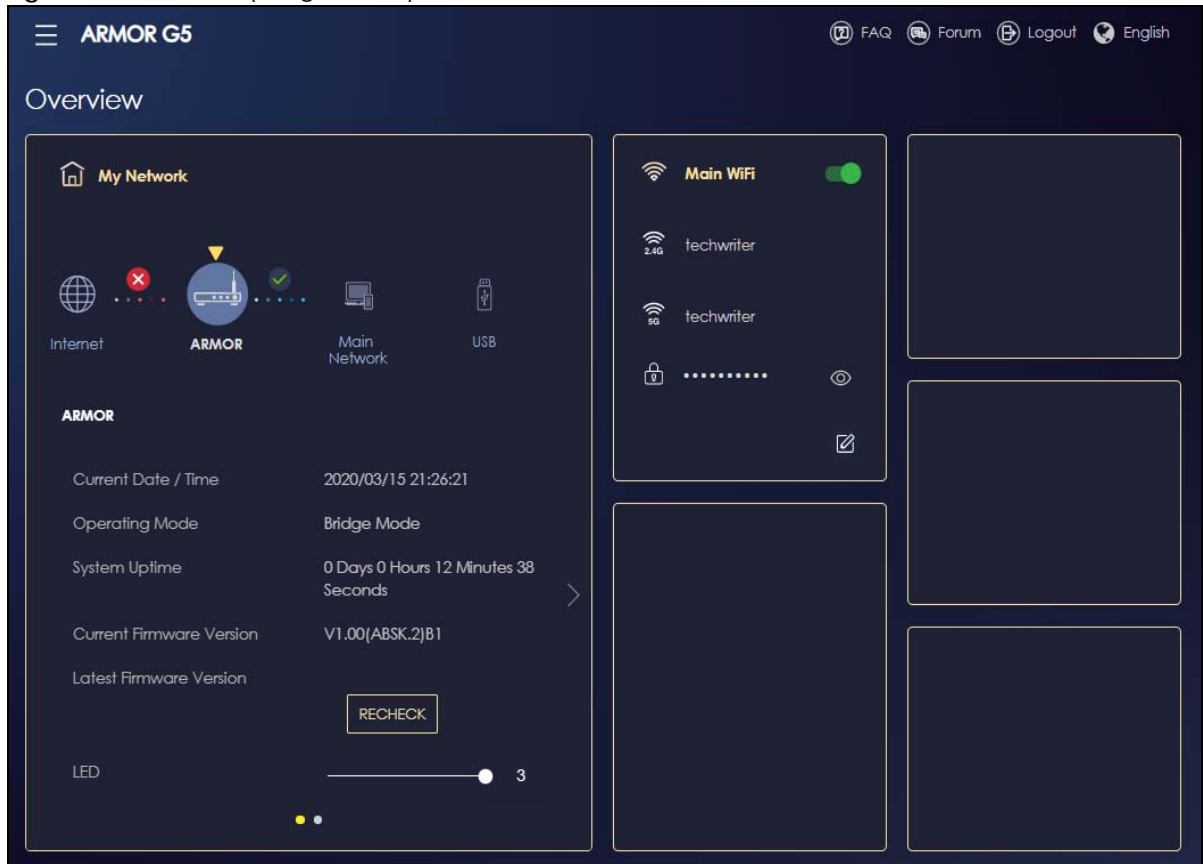 ARMOR G5
FAQ
Forum
Logout
English
Overview
My Network
Internet
ARMOR
Main
Network
USB
ARMOR
Current Date / Time 2020/03/15 21:26:21
Operating Mode Bridge Mode
System Uptime 0 Days 0 Hours 12 Minutes 38
Seconds
Current Firmware Version V1.00(ABSK.2)B1
Latest Firmware Version
RECHECK
LED 3
Main WiFi
2.4G techwriter
5G techwriter
••••••••••